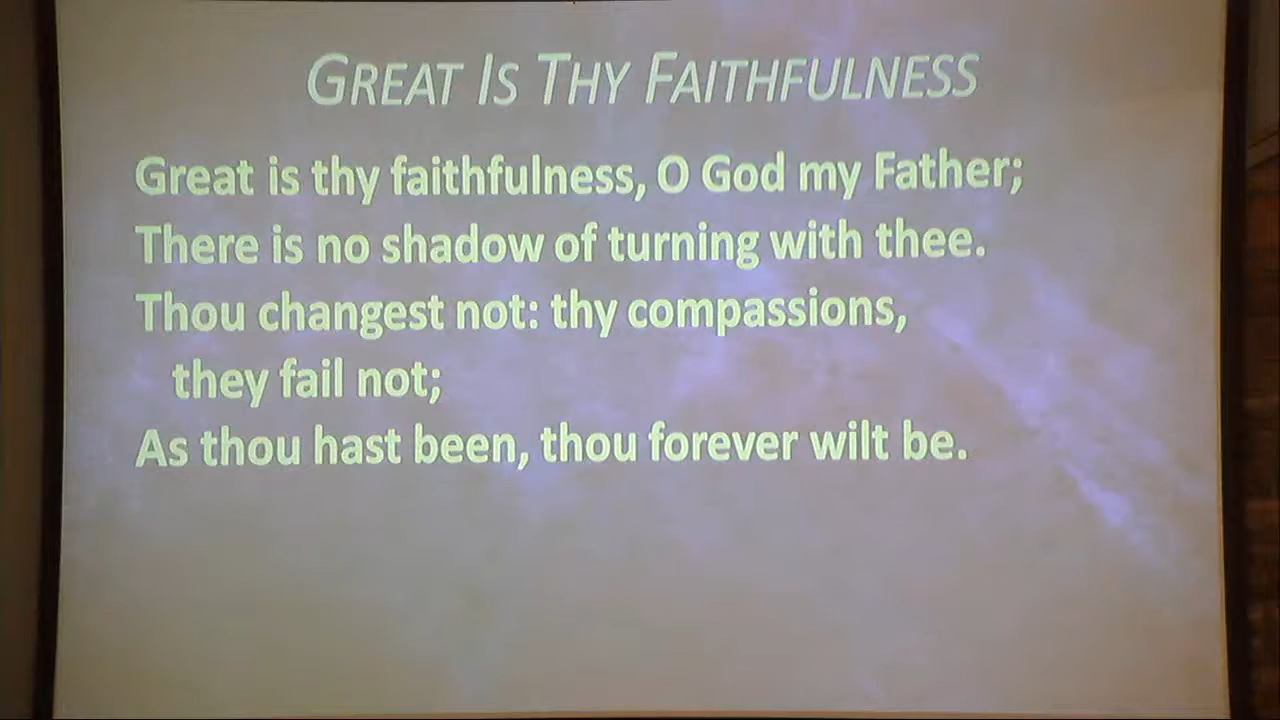 GREAT IS THY FAITHFULNESS
Great is thy faithfulness, O God my Father;
There is no shadow of turning with thee.
Thou changest not: thy compassions,
they fail not;
As thou hast been, thou forever wilt be.